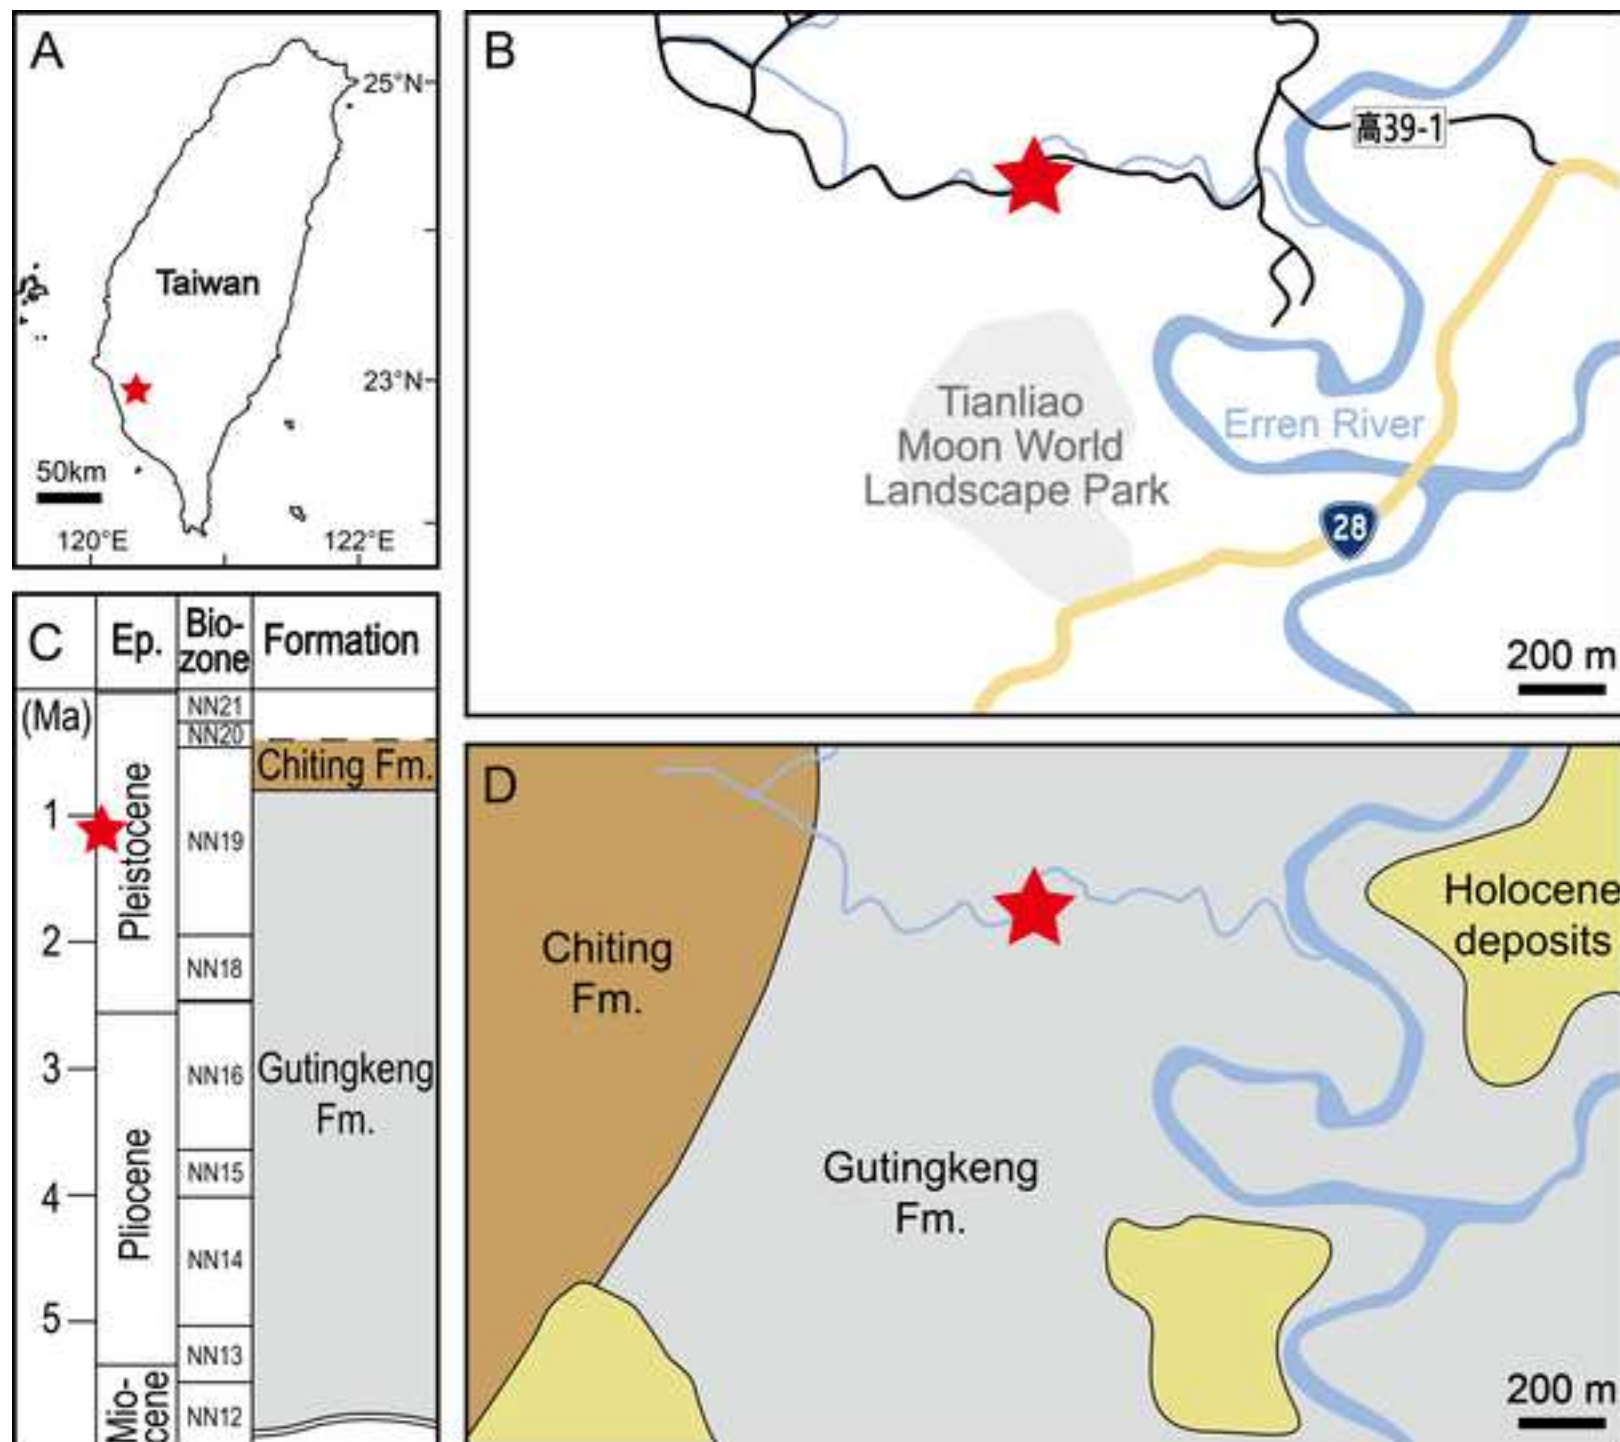 A
25°N
Taiwan
23°N
50km
120°E
122°E
B
高39-1
Tianliao
Moon World
Landscape Park
Erren River
28
200 m
C
Ep.
Bio-
zone
Formation
(Ma)
NN21
NN20
Chiting Fm.
1
Pleistocene
NN19
2
NN18
3
NN16
Gutingkeng
Fm.
Pliocene
NN15
4
NN14
5
NN13
Mio-
cene
NN12
D
Chiting
Fm.
Holocene
deposits
Gutingkeng
Fm.
200 m